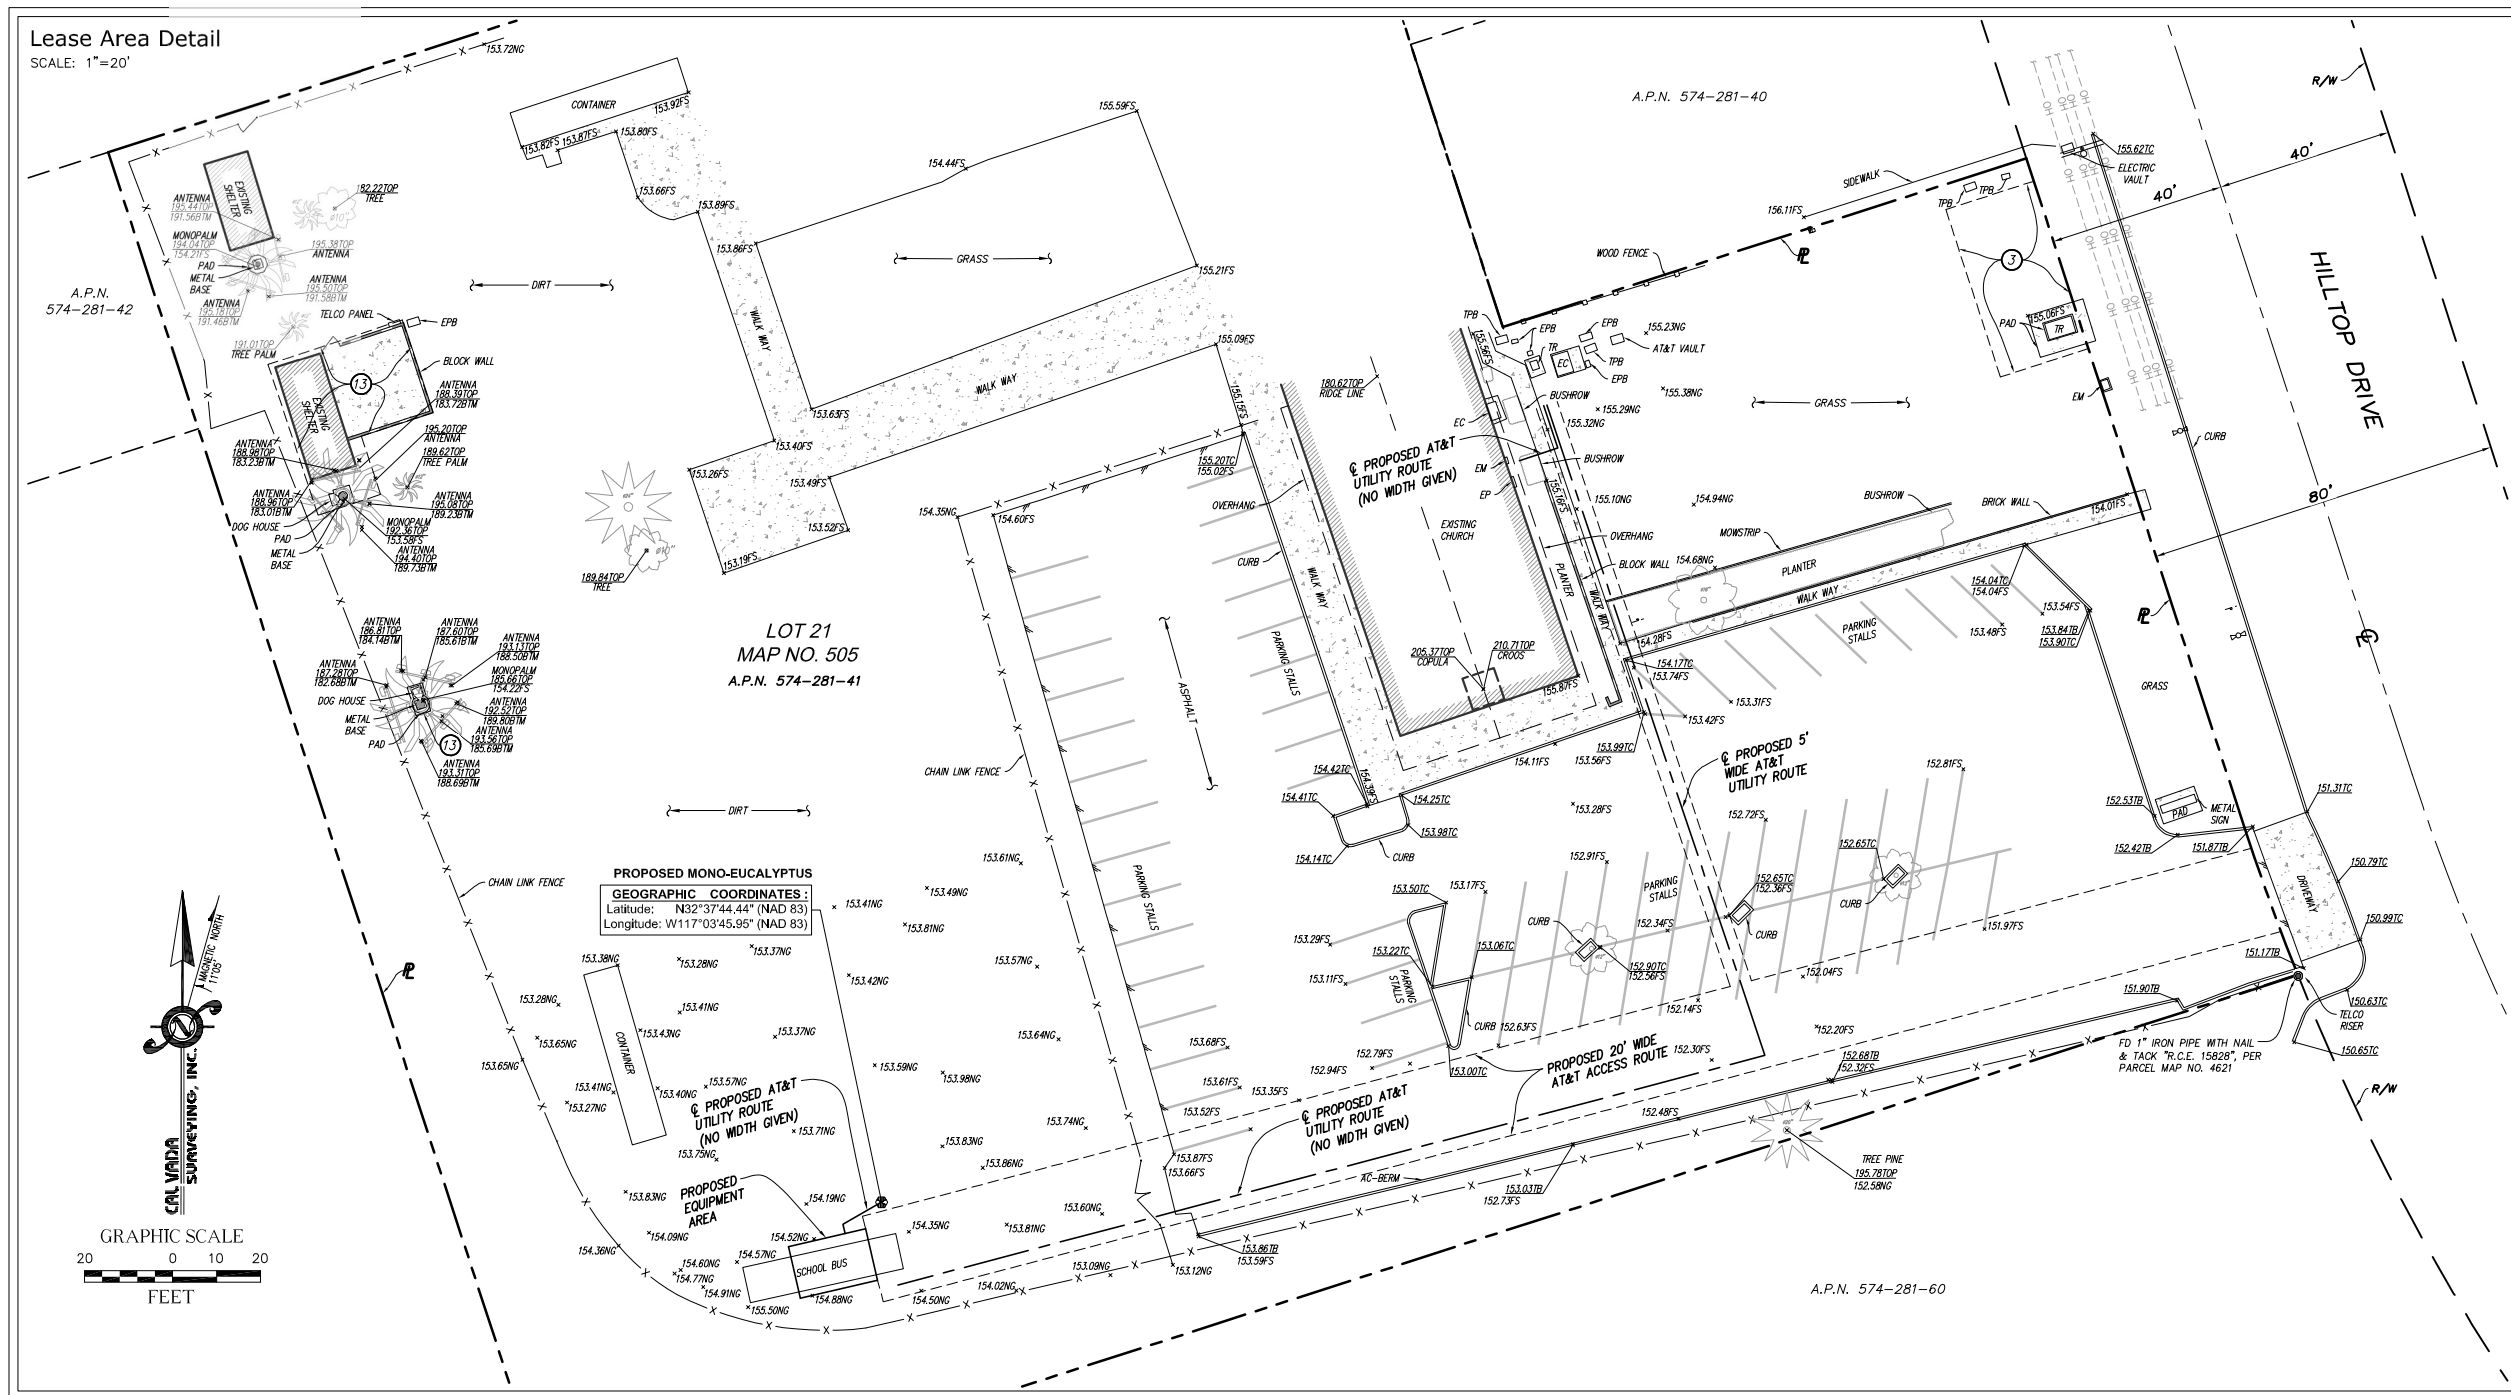 Lease Area Detail
SCALE: 1"=20'
153.72NG
CONTAINER
153.92FS
153.82FS
153.87FS
153.80FS
153.66FS
153.89FS
153.86FS
155.59FS
154.44FS
GRASS
155.21FS
DIRT
WALK WAY
WALK WAY
155.09FS
153.63FS
153.40FS
153.26FS
153.49FS
153.52FS
153.19FS
155.15FS
155.20TC
155.02FS
154.35NG
154.60FS
A.P.N.
574-281-42
EXISTING
SHELTER
182.22TOP
TREE
ø10"
ANTENNA
195.44TOP
191.56BTM
MONOPALM
194.04TOP
154.21FS
PAD
METAL
BASE
195.38TOP
ANTENNA
ANTENNA
195.50TOP
191.58BTM
ANTENNA
195.18TOP
191.46BTM
TELCO PANEL
EPB
191.01TOP
TREE PALM
BLOCK WALL
13
EXISTING
SHELTER
ANTENNA
188.39TOP
183.72BTM
195.20TOP
ANTENNA
189.62TOP
TREE PALM
ANTENNA
188.98TOP
183.23BTM
ANTENNA
188.96TOP
183.01BTM
ANTENNA
195.08TOP
189.23BTM
DOG HOUSE
PAD
METAL
BASE
MONOPALM
192.36TOP
153.58FS
ANTENNA
194.40TOP
189.73BTM
189.84TOP
TREE
ø10"
ANTENNA
186.81TOP
184.14BTM
ANTENNA
187.60TOP
185.61BTM
ANTENNA
193.13TOP
188.50BTM
ANTENNA
187.28TOP
182.68BTM
MONOPALM
185.66TOP
154.22FS
DOG HOUSE
METAL
BASE
PAD
ANTENNA
192.52TOP
189.80BTM
ANTENNA
193.56TOP
185.69BTM
13
ANTENNA
193.31TOP
188.69BTM
LOT 21
MAP NO. 505
A.P.N. 574-281-41
DIRT
CHAIN LINK FENCE
CHAIN LINK FENCE
PARKING STALLS
ASPHALT
PARKING STALLS
WALK WAY
CURB
OVERHANG
180.62TOP
RIDGE LINE
℄ PROPOSED AT&T
UTILITY ROUTE
(NO WIDTH GIVEN)
EXISTING
CHURCH
205.37TOP
COPULA
210.71TOP
CROOS
155.87FS
TPB
EPB
155.56FS
TR
EC
EPB
TPB
EPB
155.23NG
AT&T VAULT
BUSHROW
155.38NG
155.29NG
155.32NG
EC
EM
EP
BUSHROW
155.16FS
155.10NG
154.94NG
OVERHANG
BLOCK WALL
PLANTER
WALK WAY
A.P.N. 574-281-40
SIDEWALK
156.11FS
WOOD FENCE
PL
GRASS
TPB
TPB
3
155.62TC
ELECTRIC
VAULT
OH
40'
40'
R/W
HILLTOP DRIVE
155.06FS
PAD
TR
EM
CURB
80'
BUSHROW
BRICK WALL
154.01FS
MOWSTRIP
154.68NG
PLANTER
WALK WAY
154.28FS
154.04TC
154.04FS
153.54FS
153.48FS
153.84TB
153.90TC
PARKING
STALLS
PL
℄
GRASS
154.17TC
153.74FS
153.31FS
153.42FS
153.99TC
153.56FS
154.11FS
℄ PROPOSED 5'
WIDE AT&T
UTILITY ROUTE
152.81FS
154.42TC
154.39FS
154.41TC
154.25TC
153.98TC
154.14TC
CURB
153.28FS
152.72FS
152.53TB
PAD
METAL
SIGN
151.31TC
152.42TB
151.87TB
150.79TC
DRIVEWAY
150.99TC
152.91FS
152.65TC
PARKING
STALLS
152.65TC
152.36FS
CURB
CURB
CURB
152.34FS
151.97FS
153.50TC
153.17FS
153.29FS
153.22TC
153.06TC
153.11FS
PARKING
STALLS
152.90TC
152.56FS
152.04FS
152.14FS
151.17TB
151.90TB
150.63TC
TELCO
RISER
150.65TC
CURB
152.63FS
152.79FS
152.94FS
153.00TC
152.30FS
152.20FS
PROPOSED 20' WIDE
AT&T ACCESS ROUTE
FD 1" IRON PIPE WITH NAIL
& TACK "R.C.E. 15828", PER
PARCEL MAP NO. 4621
R/W
152.68TB
152.32FS
152.48FS
TREE PINE
195.78TOP
152.58NG
153.68FS
153.61FS
153.35FS
153.52FS
℄ PROPOSED AT&T
UTILITY ROUTE
(NO WIDTH GIVEN)
AC-BERM
153.03TB
152.73FS
153.87FS
153.66FS
153.86TB
153.59FS
153.12NG
PROPOSED MONO-EUCALYPTUS
GEOGRAPHIC COORDINATES :
Latitude: N32°37'44.44" (NAD 83)
Longitude: W117°03'45.95" (NAD 83)
153.61NG
153.49NG
153.41NG
153.81NG
153.37NG
153.28NG
153.38NG
153.42NG
153.57NG
153.28NG
153.41NG
153.43NG
153.37NG
153.64NG
153.65NG
153.65NG
CONTAINER
153.41NG
153.40NG
153.57NG
153.59NG
153.98NG
153.27NG
℄ PROPOSED AT&T
UTILITY ROUTE
(NO WIDTH GIVEN)
153.71NG
153.74NG
153.83NG
153.86NG
153.75NG
153.83NG
PROPOSED
EQUIPMENT
AREA
154.19NG
153.60NG
153.81NG
154.35NG
154.09NG
154.36NG
154.52NG
154.57NG
154.60NG
154.77NG
154.91NG
SCHOOL BUS
155.50NG
154.88NG
154.50NG
154.02NG
153.09NG
PL
MAGNETIC NORTH
11°05'
CAL VADA
SURVEYING, INC.
GRAPHIC SCALE
20 0 10 20
FEET
A.P.N. 574-281-60